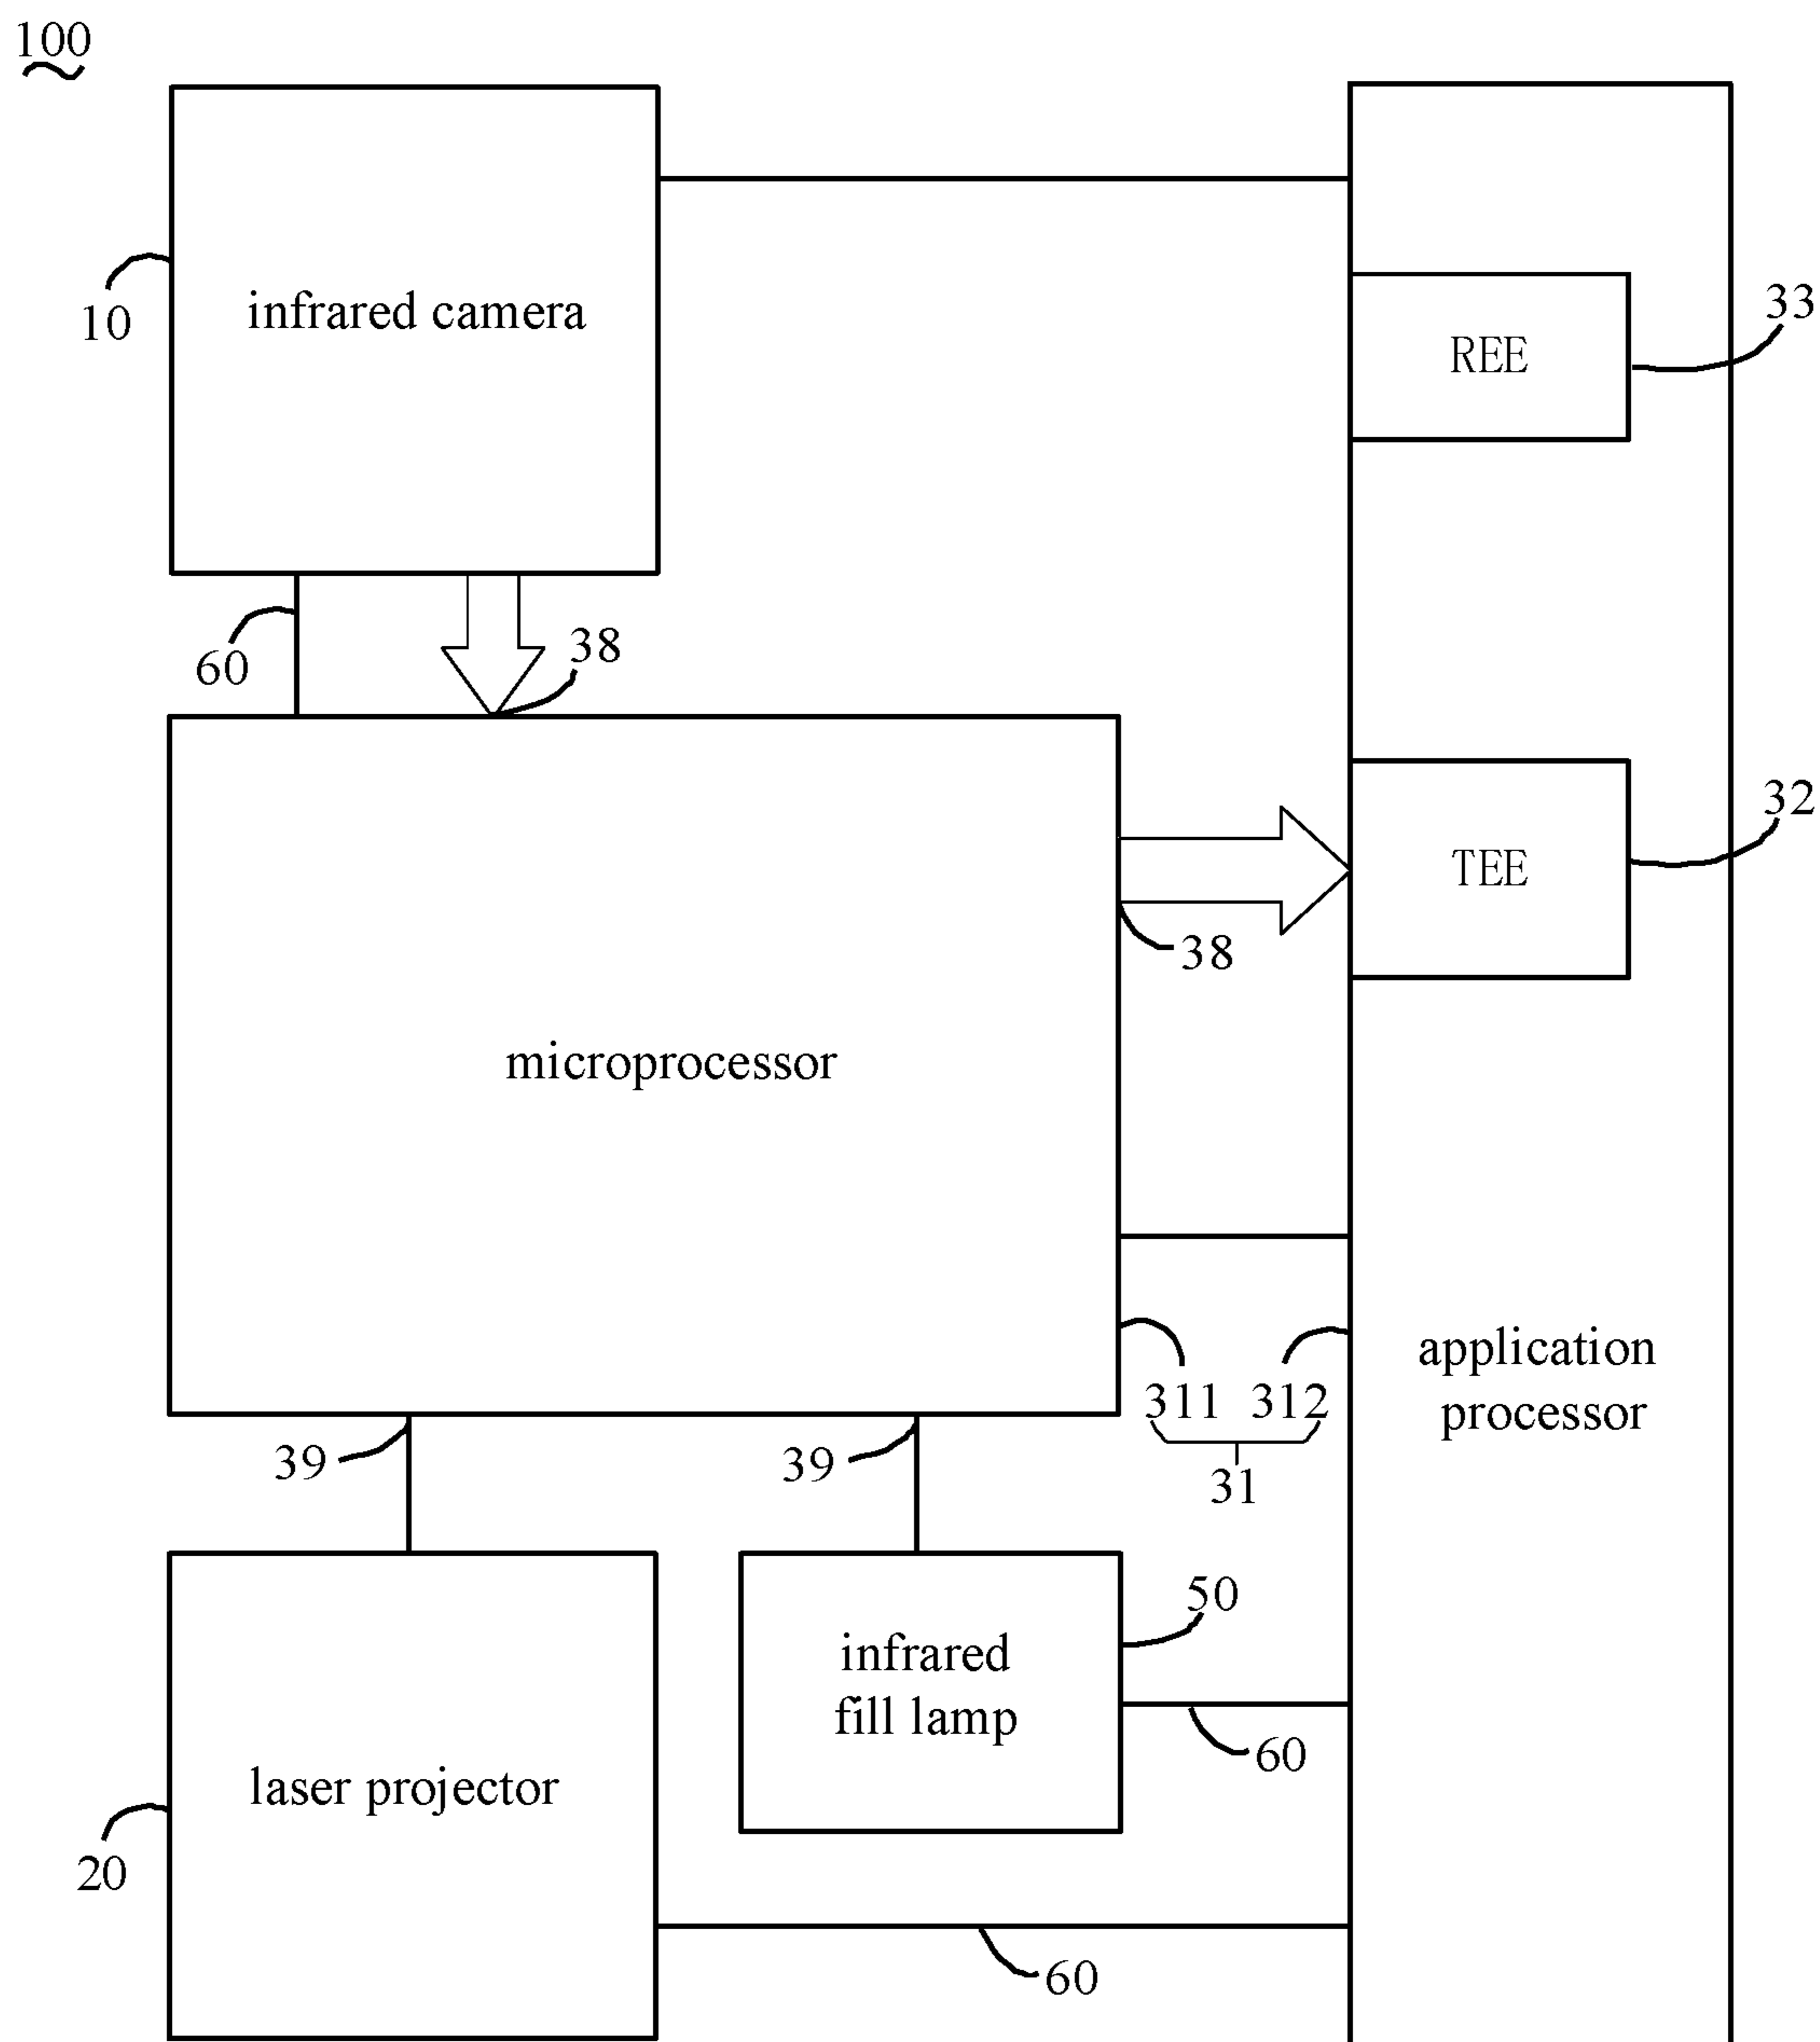 100
10
infrared camera
33
REE
60
38
32
TEE
38
microprocessor
application
processor
311
312
31
39
39
50
infrared
fill lamp
60
laser projector
20
60